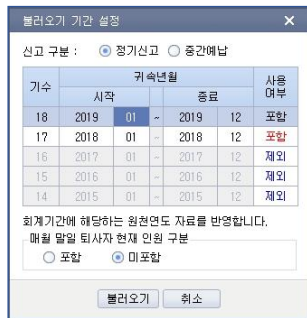 불러오기 기간 설정
신고 구분 : 정기신고 중간예납
기수 귀속년월 사용여부
시작 종료
18 2019 01 ~ 2019 12 포함
17 2018 01 ~ 2018 12 포함
16 2017 01 ~ 2017 12 제외
15 2016 01 ~ 2016 12 제외
14 2015 01 ~ 2015 12 제외
회계기간에 해당하는 원천연도 자료를 반영합니다.
매월 말일 퇴사자 현재 인원 구분
포함 미포함
불러오기 취소